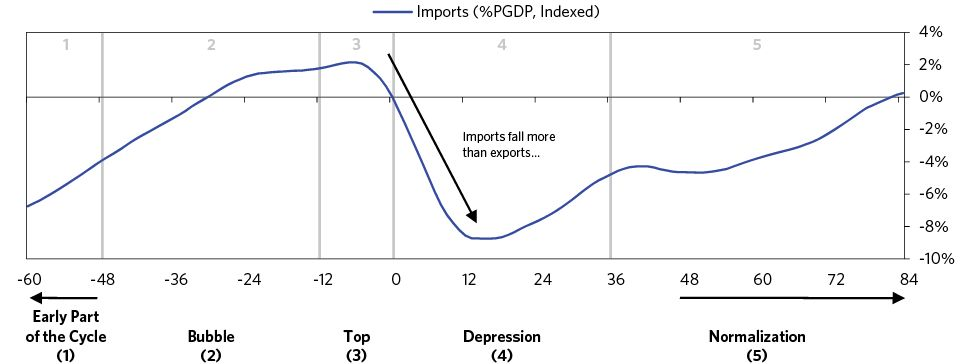 Imports (%PGDP, Indexed)
1 2 3 4 5
4%
2%
0%
-2%
-4%
-6%
-8%
-10%
Imports fall more
than exports...
-60 -48 -36 -24 -12 0 12 24 36 48 60 72 84
Early Part
of the Cycle
(1)
Bubble
(2)
Top
(3)
Depression
(4)
Normalization
(5)